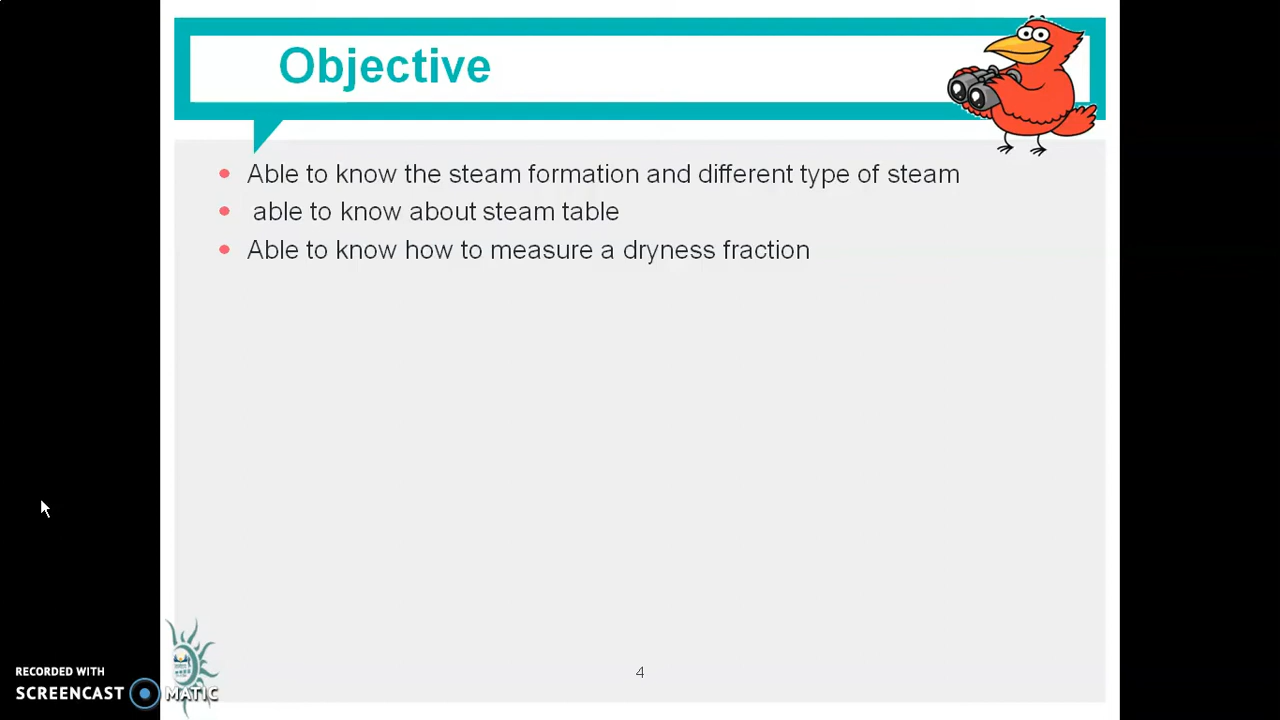 Objective
Able to know the steam formation and different type of steam
able to know about steam table
Able to know how to measure a dryness fraction
4
RECORDED WITH
SCREENCAST MATIC